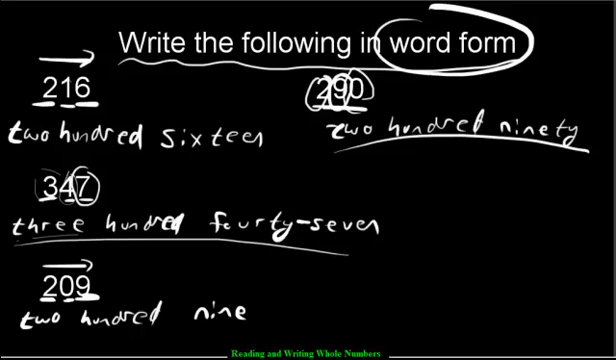 Write the following in word form
216
two hundred sixteen
290
two hundred ninety
347
three hundred fourty-seven
209
two hundred nine
Reading and Writing Whole Numbers